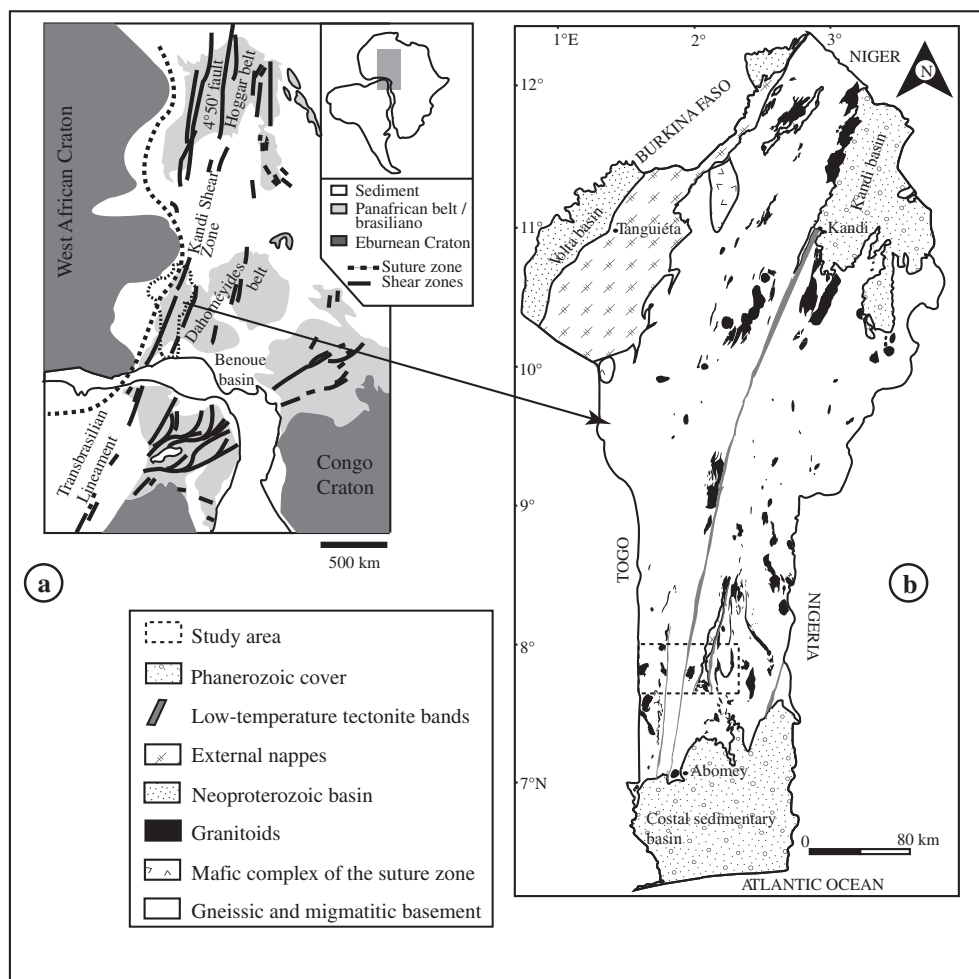 West African Craton
4°50' fault
Hoggar belt
Kandi Shear
Zone
Dahoméyides
belt
Benoue
basin
Transbrasilian
Lineament
Congo
Craton
Sediment
Panafrican belt /
brasiliano
Eburnean Craton
Suture zone
Shear zones
500 km
a
Study area
Phanerozoic cover
Low-temperature tectonite bands
External nappes
Neoproterozoic basin
Granitoids
Mafic complex of the suture zone
Gneissic and migmatitic basement
1°E
2°
3°
NIGER
N
12°
BURKINA FASO
Kandi basin
Volta basin
11°
Tanguiéta
Kandi
10°
9°
TOGO
b
NIGERIA
8°
7°N
Abomey
Costal sedimentary
basin
0
80 km
ATLANTIC OCEAN